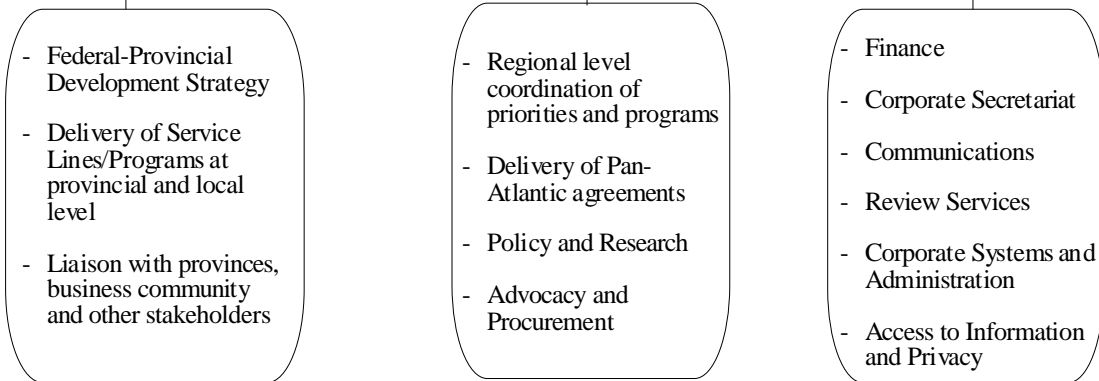 - Federal-Provincial
Development Strategy
- Delivery of Service
Lines/Programs at
provincial and local
level
- Liaison with provinces,
business community
and other stakeholders
- Regional level
coordination of
priorities and programs
- Delivery of Pan-
Atlantic agreements
- Policy and Research
- Advocacy and
Procurement
- Finance
- Corporate Secretariat
- Communications
- Review Services
- Corporate Systems and
Administration
- Access to Information
and Privacy